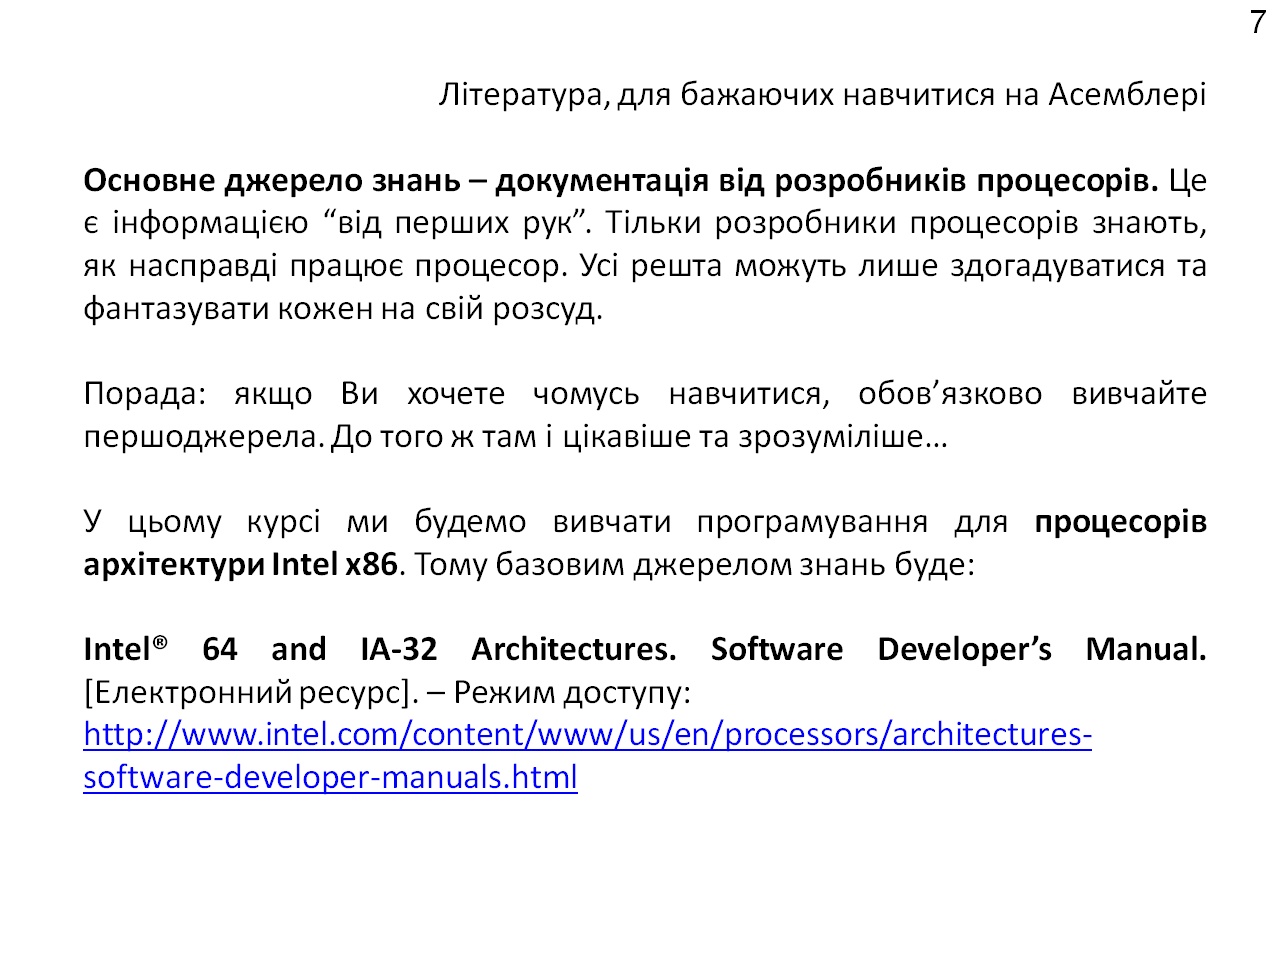 7
Література, для бажаючих навчитися на Асемблері
Основне джерело знань – документація від розробників процесорів. Це
є інформацією “від перших рук”. Тільки розробники процесорів знають,
як насправді працює процесор. Усі решта можуть лише здогадуватися та
фантазувати кожен на свій розсуд.
Порада: якщо Ви хочете чомусь навчитися, обов’язково вивчайте
першоджерела. До того ж там і цікавіше та зрозуміліше…
У цьому курсі ми будемо вивчати програмування для процесорів
архітектури Intel x86. Тому базовим джерелом знань буде:
Intel® 64 and IA-32 Architectures. Software Developer’s Manual.
[Електронний ресурс]. – Режим доступу:
http://www.intel.com/content/www/us/en/processors/architectures-
software-developer-manuals.html